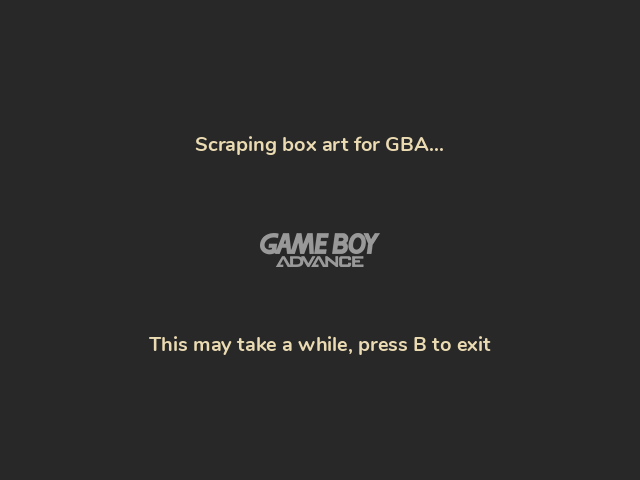 Scraping box art for GBA...
GAME BOY
ADVANCE
This may take a while, press B to exit